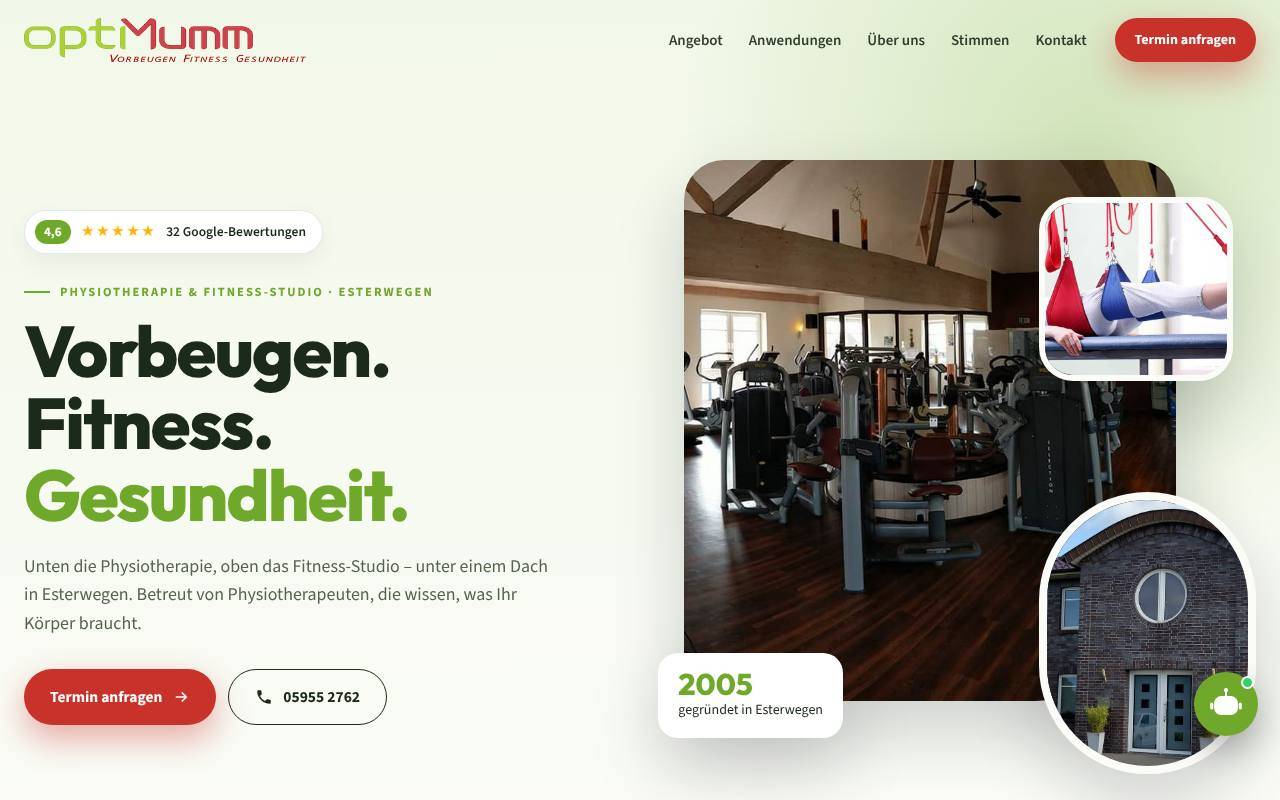 optiMumm
Vorbeugen Fitness Gesundheit
Angebot Anwendungen Über uns Stimmen Kontakt Termin anfragen
4,6 ★★★★★ 32 Google-Bewertungen
PHYSIOTHERAPIE & FITNESS-STUDIO · ESTERWEGEN
Vorbeugen.
Fitness.
Gesundheit.
Unten die Physiotherapie, oben das Fitness-Studio – unter einem Dach
in Esterwegen. Betreut von Physiotherapeuten, die wissen, was Ihr
Körper braucht.
Termin anfragen → 05955 2762
SELECTION
2005
gegründet in Esterwegen